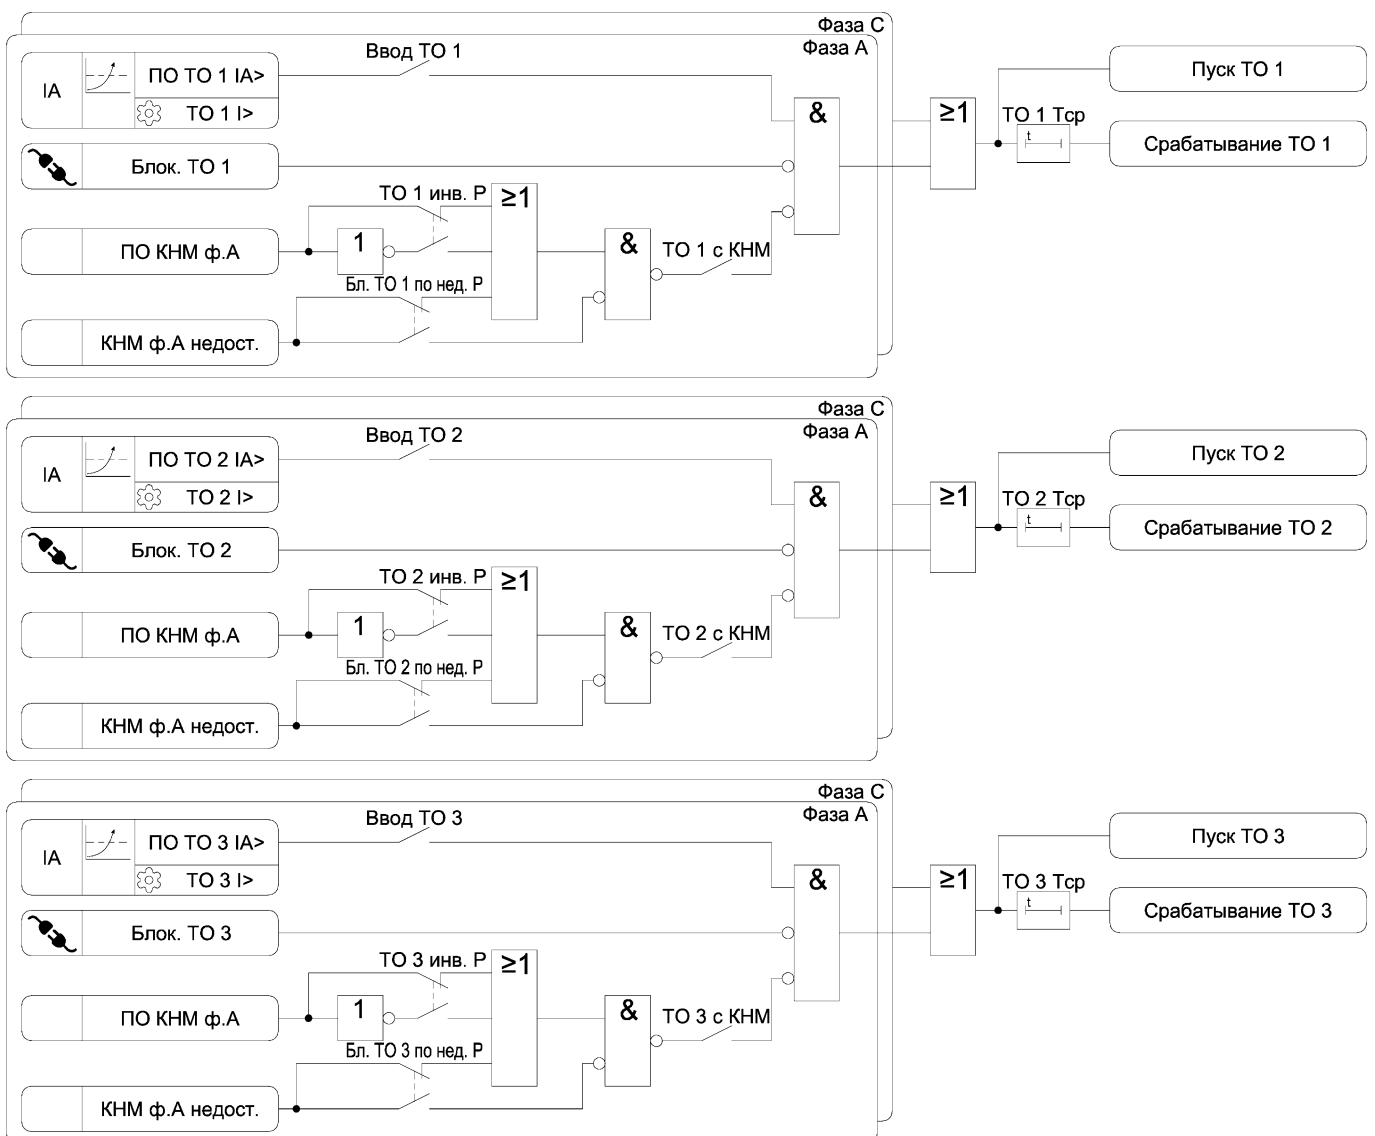 Фаза С
Фаза А
Ввод ТО 1
IA
ПО ТО 1 IA>
ТО 1 I>
Блок. ТО 1
ТО 1 инв. Р
ПО КНМ ф.А
1
≥1
&
ТО 1 с КНМ
Бл. ТО 1 по нед. Р
КНМ ф.А недост.
&
≥1
ТО 1 Тср
t
Пуск ТО 1
Срабатывание ТО 1
Фаза С
Фаза А
Ввод ТО 2
IA
ПО ТО 2 IA>
ТО 2 I>
Блок. ТО 2
ТО 2 инв. Р
ПО КНМ ф.А
1
≥1
&
ТО 2 с КНМ
Бл. ТО 2 по нед. Р
КНМ ф.А недост.
&
≥1
ТО 2 Тср
t
Пуск ТО 2
Срабатывание ТО 2
Фаза С
Фаза А
Ввод ТО 3
IA
ПО ТО 3 IA>
ТО 3 I>
Блок. ТО 3
ТО 3 инв. Р
ПО КНМ ф.А
1
≥1
&
ТО 3 с КНМ
Бл. ТО 3 по нед. Р
КНМ ф.А недост.
&
≥1
ТО 3 Тср
t
Пуск ТО 3
Срабатывание ТО 3